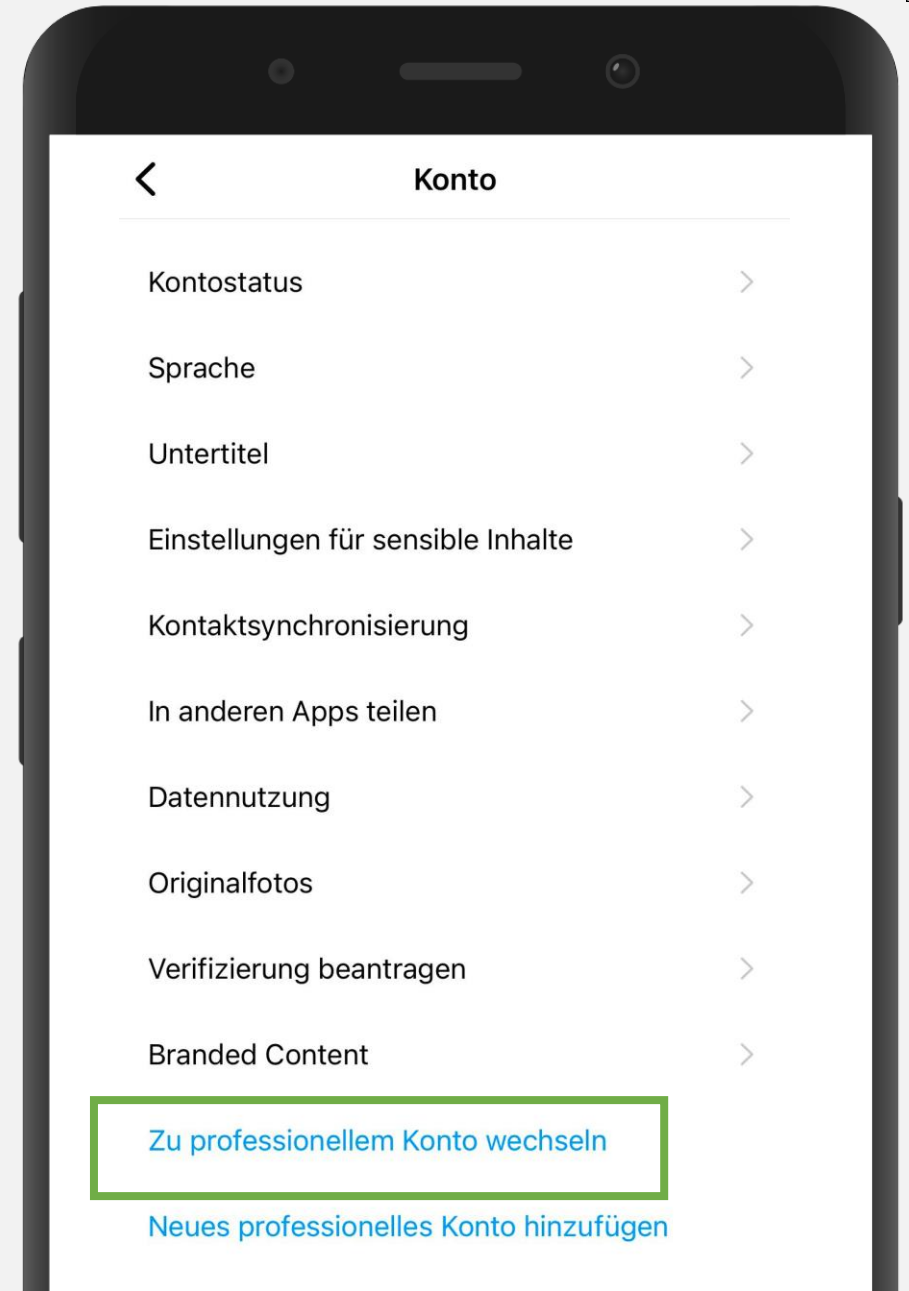 Konto
Kontostatus
Sprache
Untertitel
Einstellungen für sensible Inhalte
Kontaktsynchronisierung
In anderen Apps teilen
Datennutzung
Originalfotos
Verifizierung beantragen
Branded Content
Zu professionellem Konto wechseln
Neues professionelles Konto hinzufügen